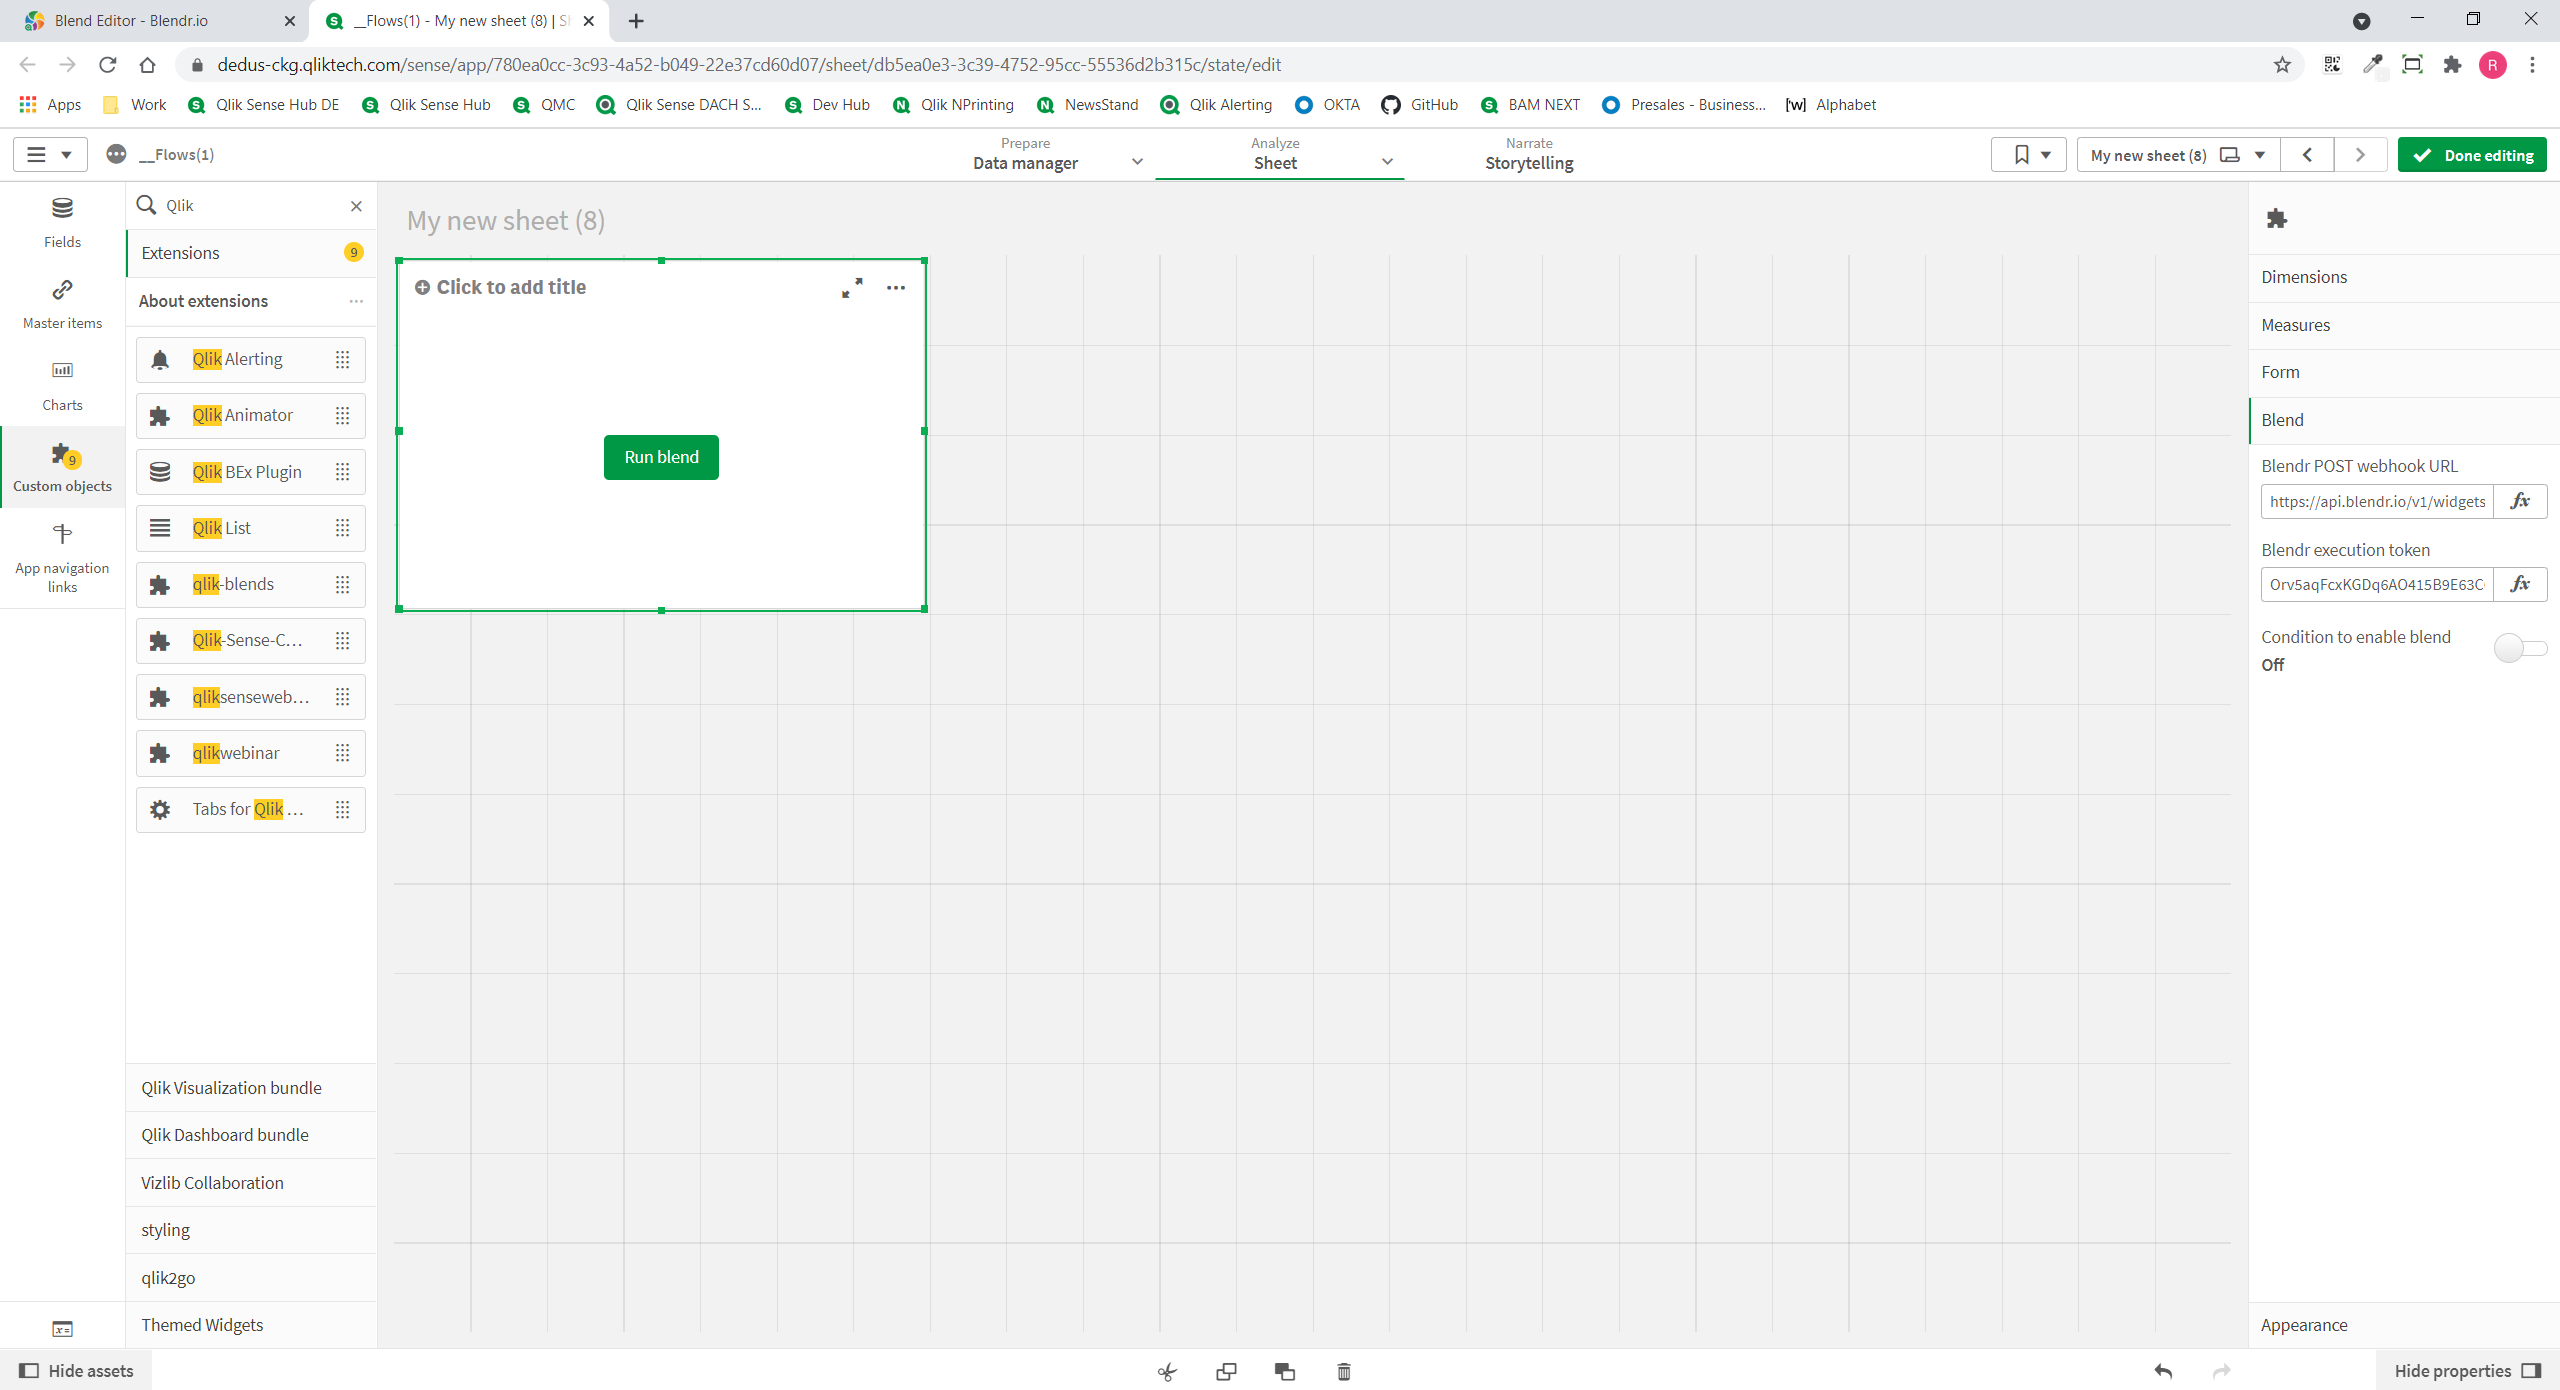 Blend Editor - Blendr.io
__Flows(1) - My new sheet (8) | S
dedus-ckg.qliktech.com/sense/app/780ea0cc-3c93-4a52-b049-22e37cd60d07/sheet/db5ea0e3-3c39-4752-95cc-55536d2b315c/state/edit
R
Apps
Work
Qlik Sense Hub DE
Qlik Sense Hub
QMC
Qlik Sense DACH S...
Dev Hub
Qlik NPrinting
NewsStand
Qlik Alerting
OKTA
GitHub
BAM NEXT
Presales - Business...
Alphabet
__Flows(1)
Prepare
Data manager
Analyze
Sheet
Narrate
Storytelling
My new sheet (8)
Done editing
Fields
Master items
Charts
9
Custom objects
App navigation
links
Qlik
Extensions
9
About extensions
Qlik Alerting
Qlik Animator
Qlik BEx Plugin
Qlik List
qlik-blends
Qlik-Sense-C...
qliksenseweb...
qlikwebinar
Tabs for Qlik ...
Qlik Visualization bundle
Qlik Dashboard bundle
Vizlib Collaboration
styling
qlik2go
Themed Widgets
My new sheet (8)
Click to add title
Run blend
Dimensions
Measures
Form
Blend
Blendr POST webhook URL
https://api.blendr.io/v1/widgets
fx
Blendr execution token
Orv5aqFcxKGDq6AO415B9E63C
fx
Condition to enable blend
Off
Appearance
Hide assets
Hide properties